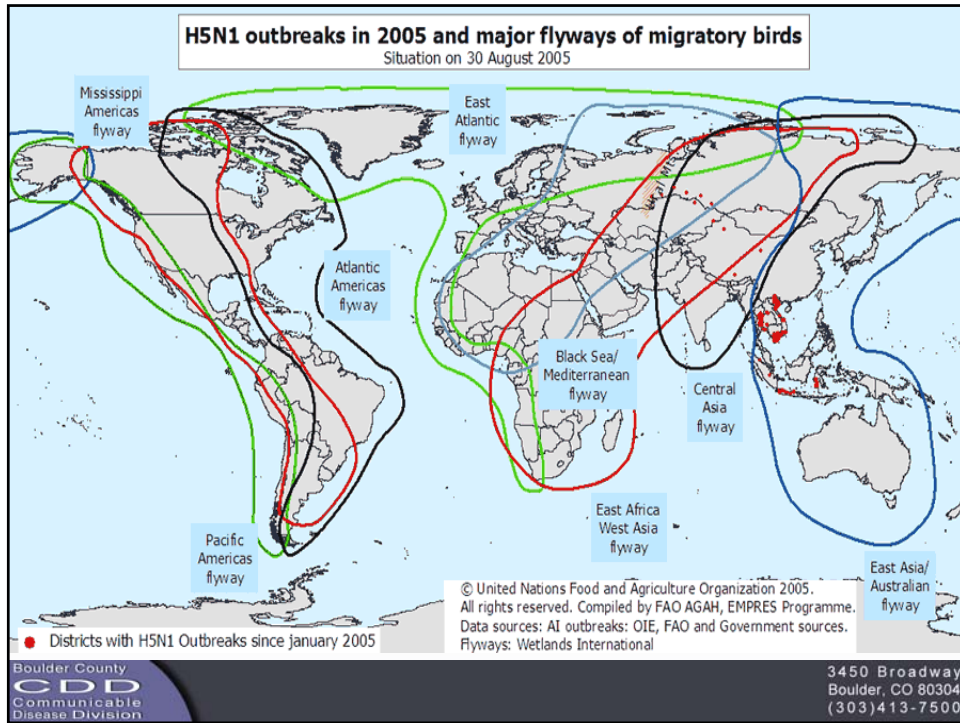 H5N1 outbreaks in 2005 and major flyways of migratory birds
Situation on 30 August 2005
Mississippi
Americas
flyway
East
Atlantic
flyway
Atlantic
Americas
flyway
Black Sea/
Mediterranean
flyway
Central
Asia
flyway
East Africa
West Asia
flyway
Pacific
Americas
flyway
East Asia/
Australian
flyway
© United Nations Food and Agriculture Organization 2005.
All rights reserved. Compiled by FAO AGAH, EMPRES Programme.
Data sources: AI outbreaks: OIE, FAO and Government sources.
Flyways: Wetlands International
Districts with H5N1 Outbreaks since january 2005
Boulder County
CDD
Communicable
Disease Division
3450 Broadway
Boulder, CO 80304
(303)413-7500